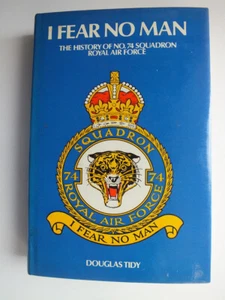 I FEAR NO MAN
THE HISTORY OF NO. 74 SQUADRON
ROYAL AIR FORCE
SQUADRON
74
74
ROYAL AIR FORCE
I FEAR NO MAN
DOUGLAS TIDY